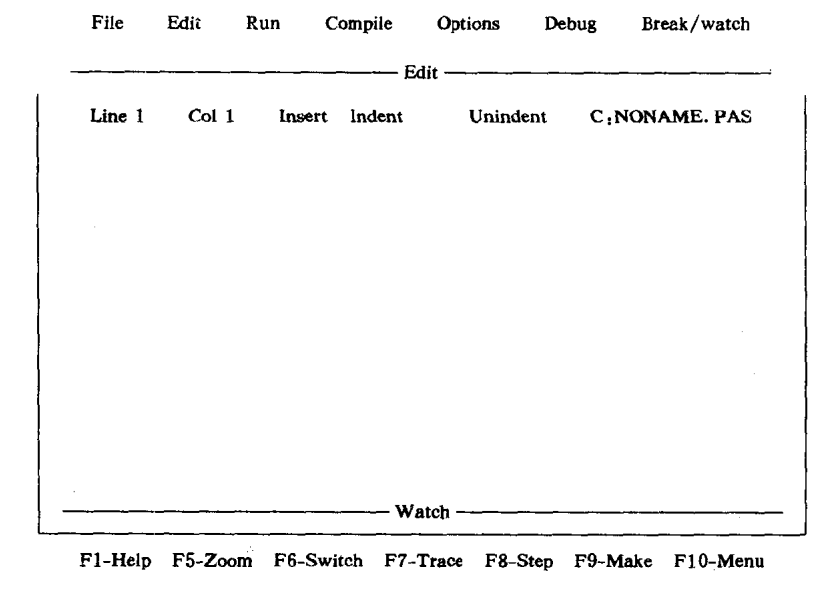 File Edit Run Compile Options Debug Break/watch
Edit
Line 1 Col 1 Insert Indent Unindent C:NONAME.PAS
Watch
F1-Help F5-Zoom F6-Switch F7-Trace F8-Step F9-Make F10-Menu